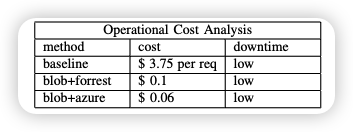 Operational Cost Analysis
method cost downtime
baseline $ 3.75 per req low
blob+forrest $ 0.1 low
blob+azure $ 0.06 low